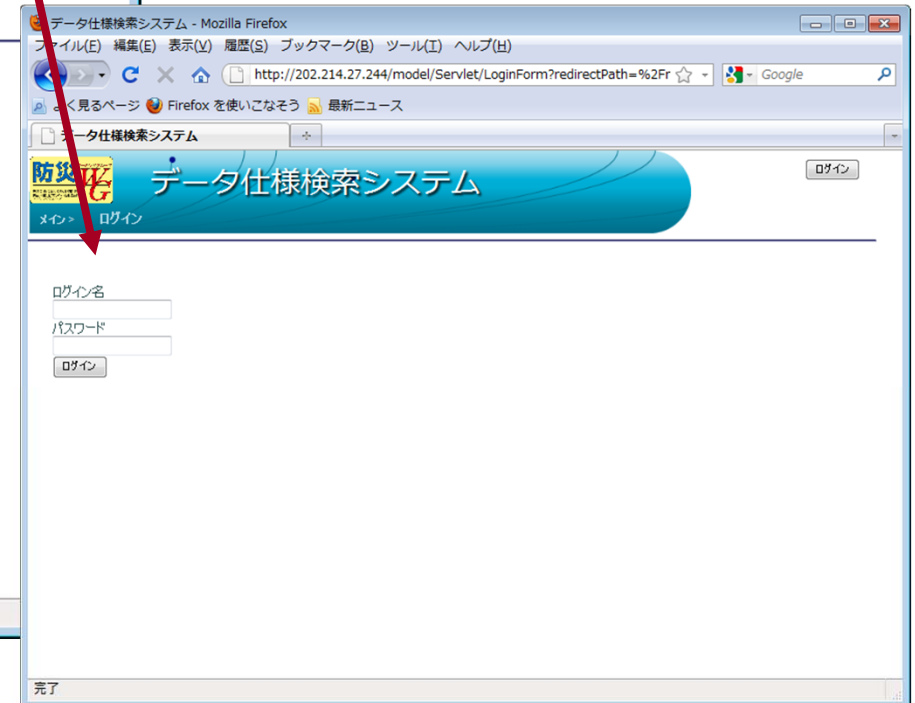 データ仕様検索システム - Mozilla Firefox
ファイル(F) 編集(E) 表示(V) 履歴(S) ブックマーク(B) ツール(T) ヘルプ(H)
http://202.214.27.244/model/Servlet/LoginForm?redirectPath=%2Fr
Google
よく見るページ Firefox を使いこなそう 最新ニュース
データ仕様検索システム
防災WG
データ仕様検索システム
ログイン
メイン> ログイン
ログイン名
パスワード
ログイン
完了